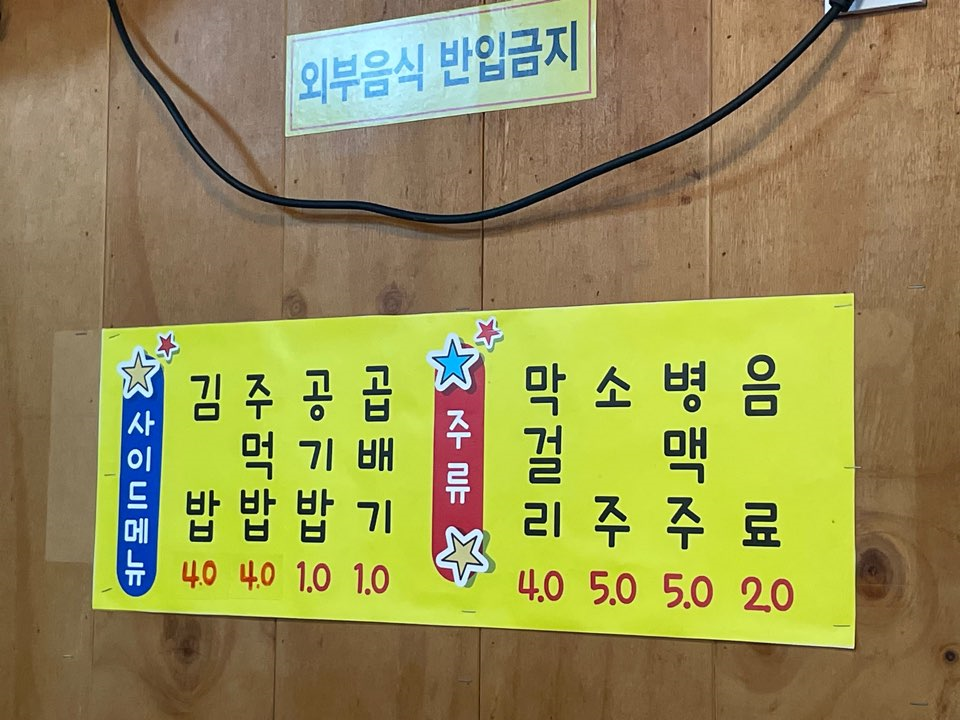 외부음식 반입금지
사이드메뉴
김밥 4.0
주먹밥 4.0
공기밥 1.0
곱배기 1.0
주류
막걸리 4.0
소주 5.0
병맥주 5.0
음료 2.0